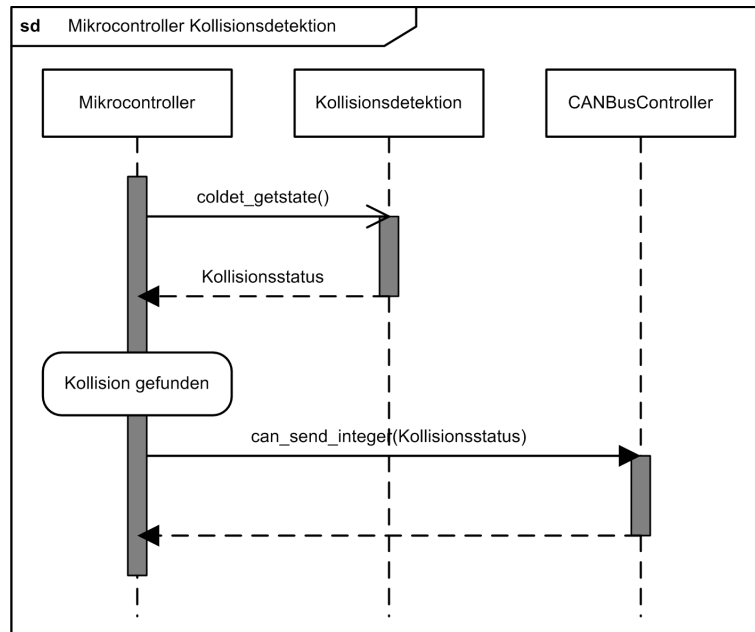 sd Mikrocontroller Kollisionsdetektion
Mikrocontroller
Kollisionsdetektion
CANBusController
coldet_getstate()
Kollisionsstatus
Kollision gefunden
can_send_integer(Kollisionsstatus)